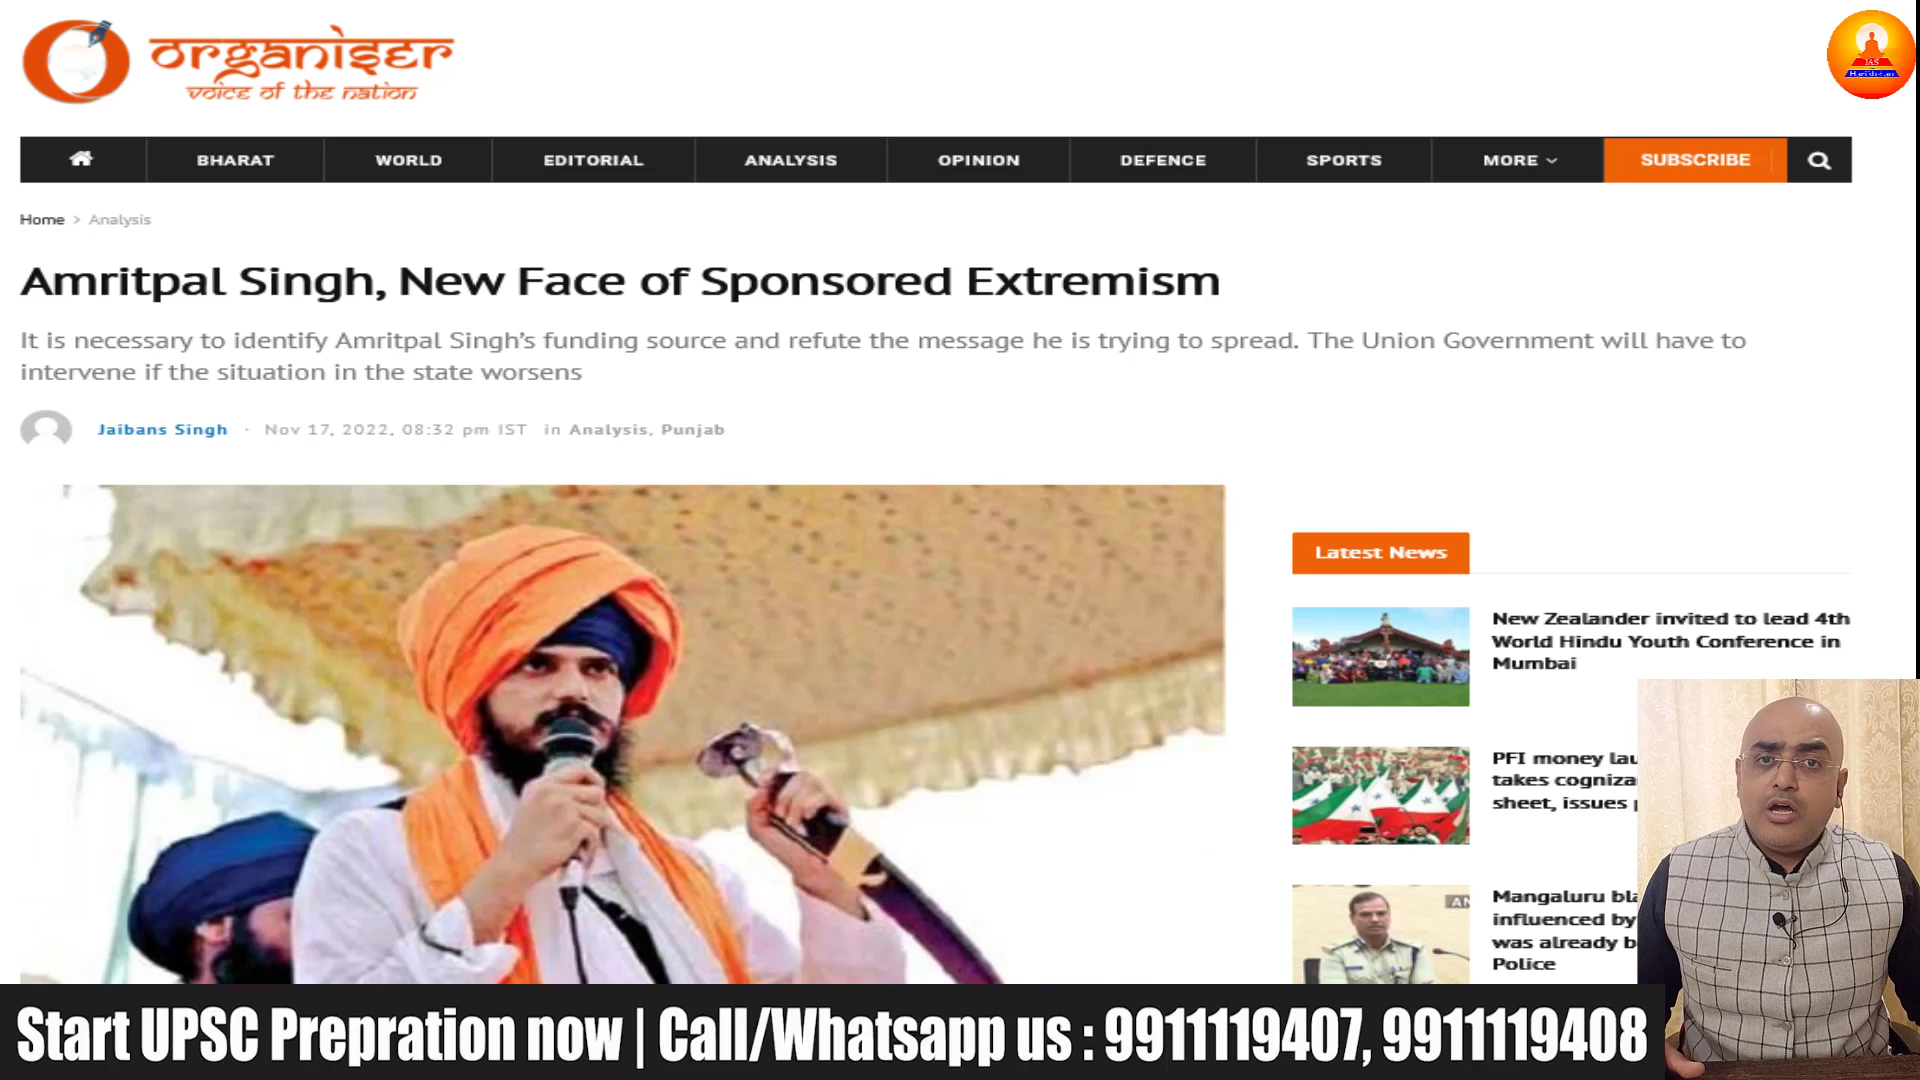 organiser
voice of the nation
IAS
BHARAT
WORLD
EDITORIAL
ANALYSIS
OPINION
DEFENCE
SPORTS
MORE
SUBSCRIBE
Home > Analysis
Amritpal Singh, New Face of Sponsored Extremism
It is necessary to identify Amritpal Singh's funding source and refute the message he is trying to spread. The Union Government will have to
intervene if the situation in the state worsens
Jaibans Singh - Nov 17, 2022, 08:32 pm IST in Analysis, Punjab
Latest News
New Zealander invited to lead 4th
World Hindu Youth Conference in
Mumbai
PFI money
takes
sheet, issues
Mangaluru
influenced by
was already
Police
Start UPSC Prepration now | Call/Whatsapp us : 9911119407, 9911119408